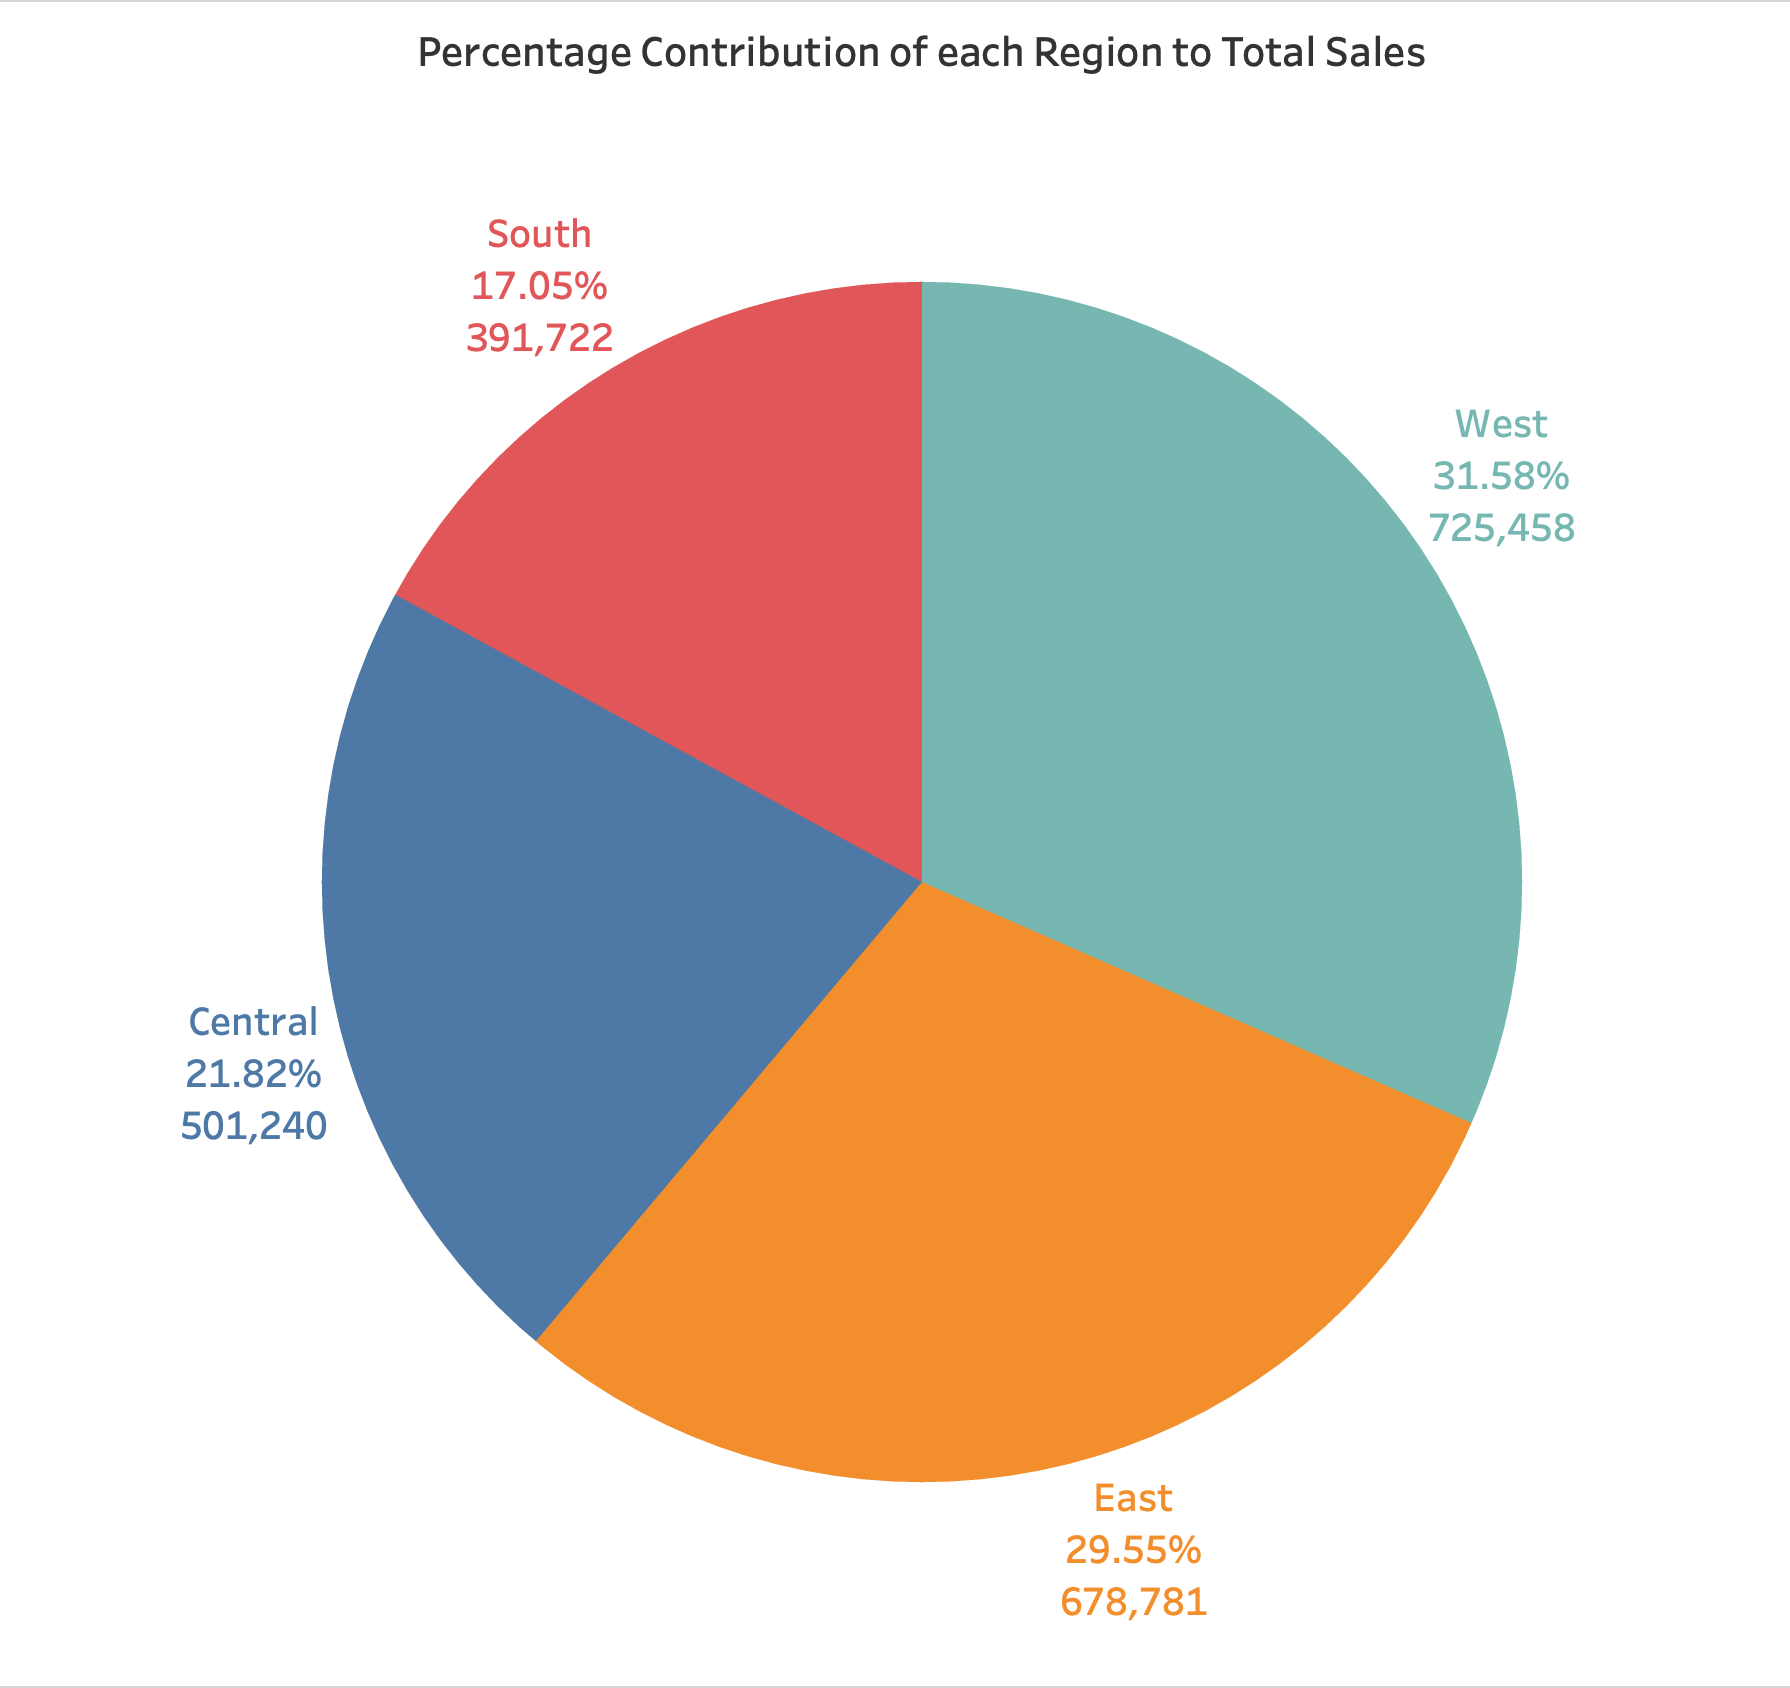 Percentage Contribution of each Region to Total Sales
South
17.05%
391,722
West
31.58%
725,458
Central
21.82%
501,240
East
29.55%
678,781